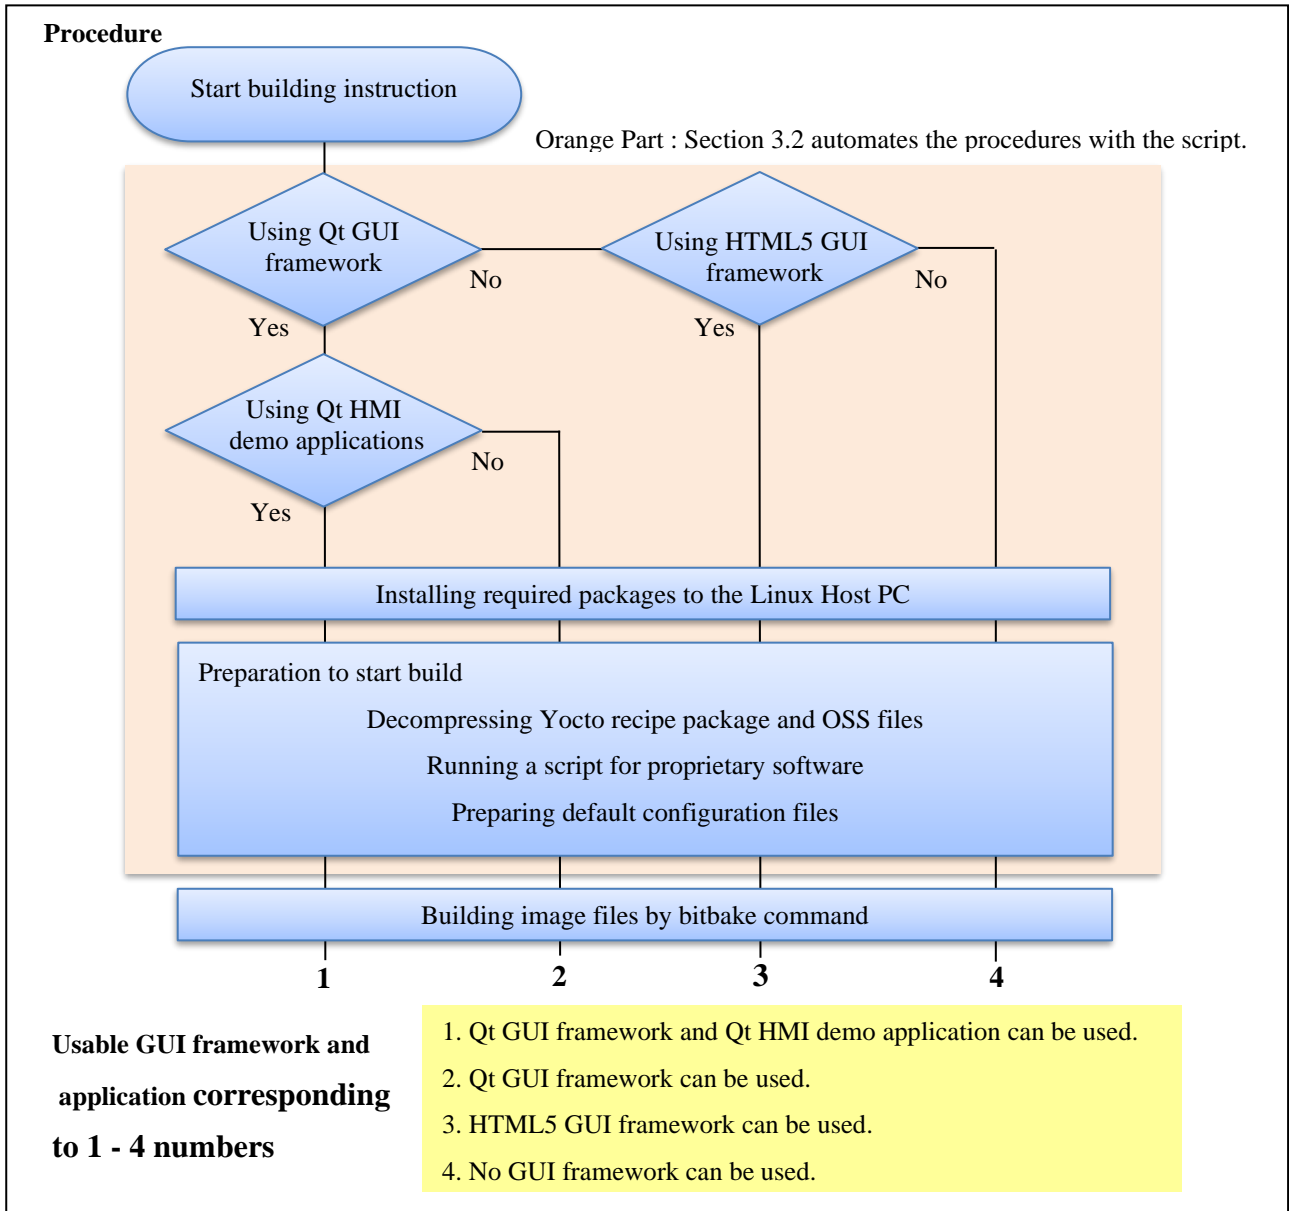 Procedure
Start building instruction
Orange Part : Section 3.2 automates the procedures with the script.
Using Qt GUI
framework
No
Yes
Using HTML5 GUI
framework
No
Yes
Using Qt HMI
demo applications
No
Yes
Installing required packages to the Linux Host PC
Preparation to start build
Decompressing Yocto recipe package and OSS files
Running a script for proprietary software
Preparing default configuration files
Building image files by bitbake command
1
2
3
4
Usable GUI framework and
application corresponding
to 1 - 4 numbers
1. Qt GUI framework and Qt HMI demo application can be used.
2. Qt GUI framework can be used.
3. HTML5 GUI framework can be used.
4. No GUI framework can be used.